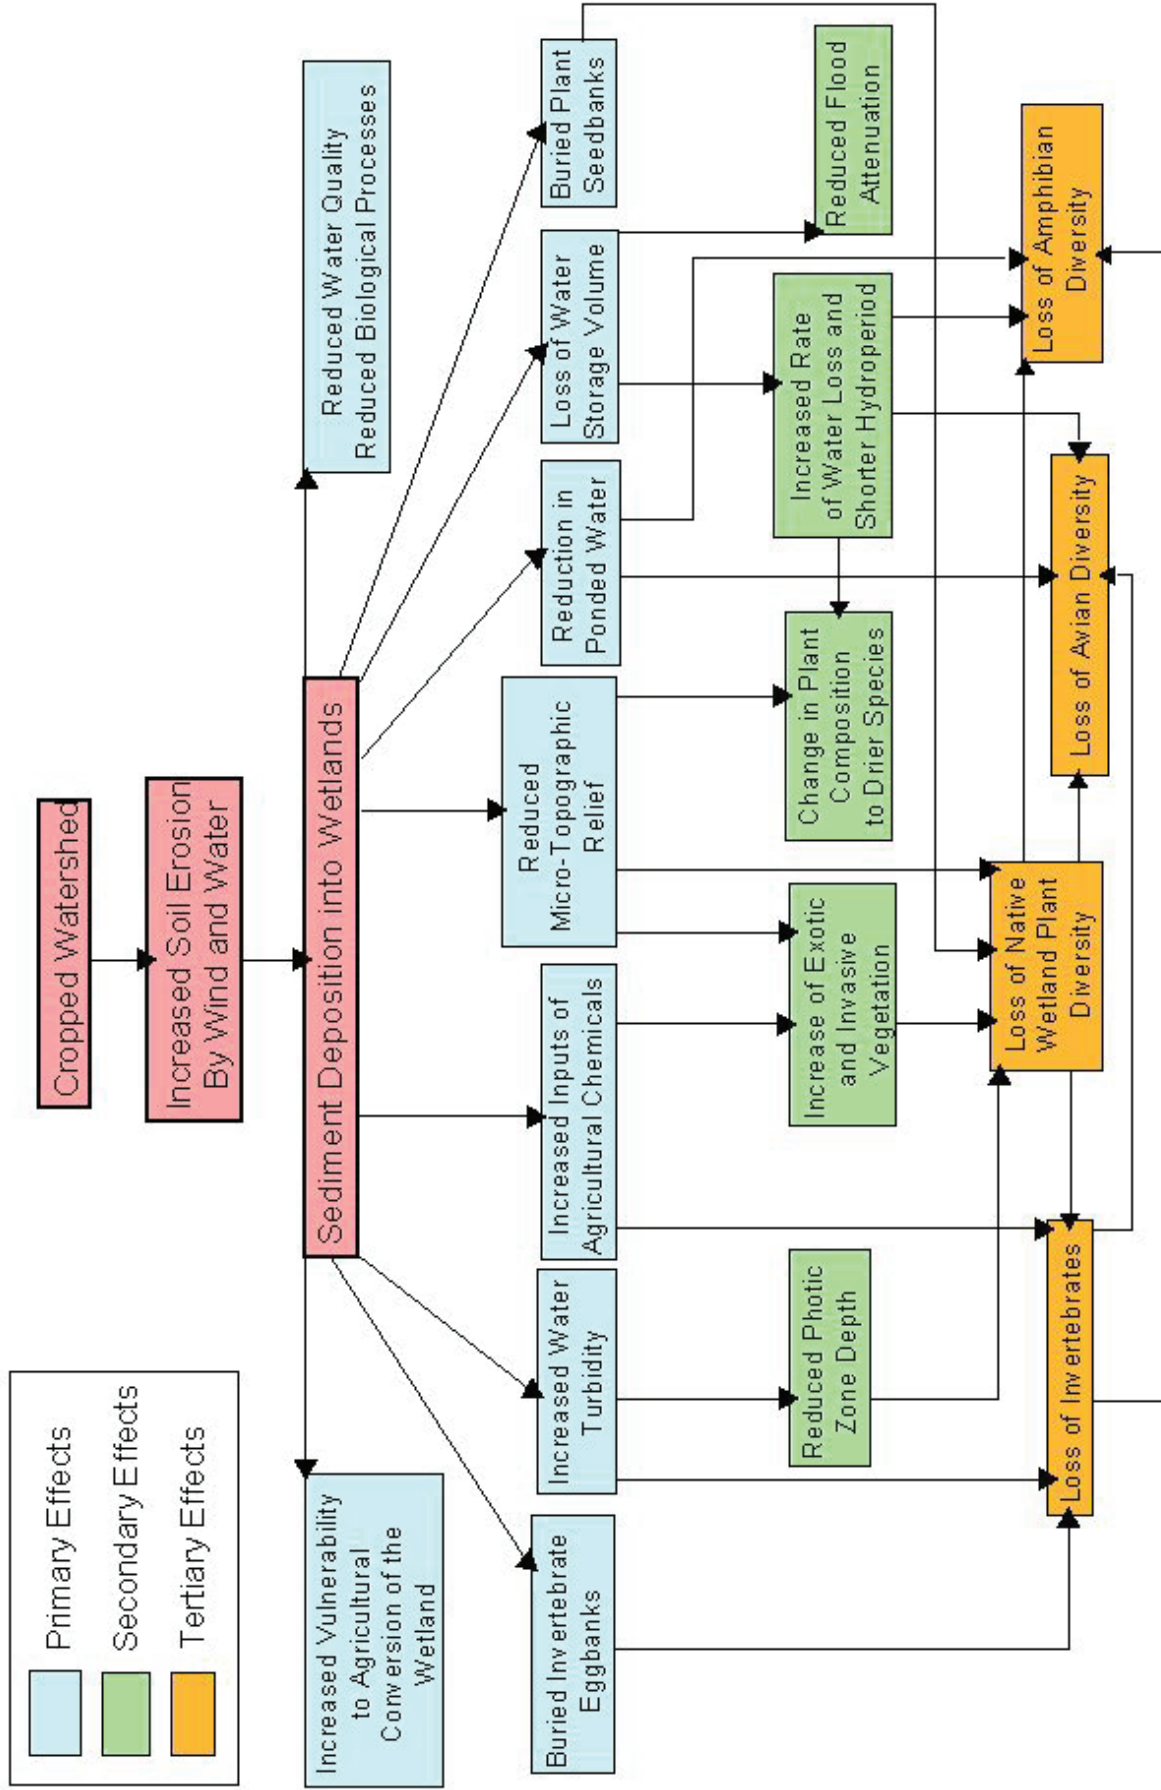 Primary Effects
Secondary Effects
Tertiary Effects
Cropped Watershed
Increased Soil Erosion
By Wind and Water
Sediment Deposition into Wetlands
Increased Vulnerability
to Agricultural
Conversion of the
Wetland
Reduced Water Quality
Reduced Biological Processes
Buried Invertebrate
Eggbanks
Increased Water
Turbidity
Increased Inputs of
Agricultural Chemicals
Reduced
Micro-Topographic
Relief
Reduction in
Ponded Water
Loss of Water
Storage Volume
Buried Plant
Seedbanks
Reduced Photic
Zone Depth
Increase of Exotic
and Invasive
Vegetation
Change in Plant
Composition
to Drier Species
Increased Rate
of Water Loss and
Shorter Hydroperiod
Reduced Flood
Attenuation
Loss of Invertebrates
Loss of Native
Wetland Plant
Diversity
Loss of Avian Diversity
Loss of Amphibian
Diversity